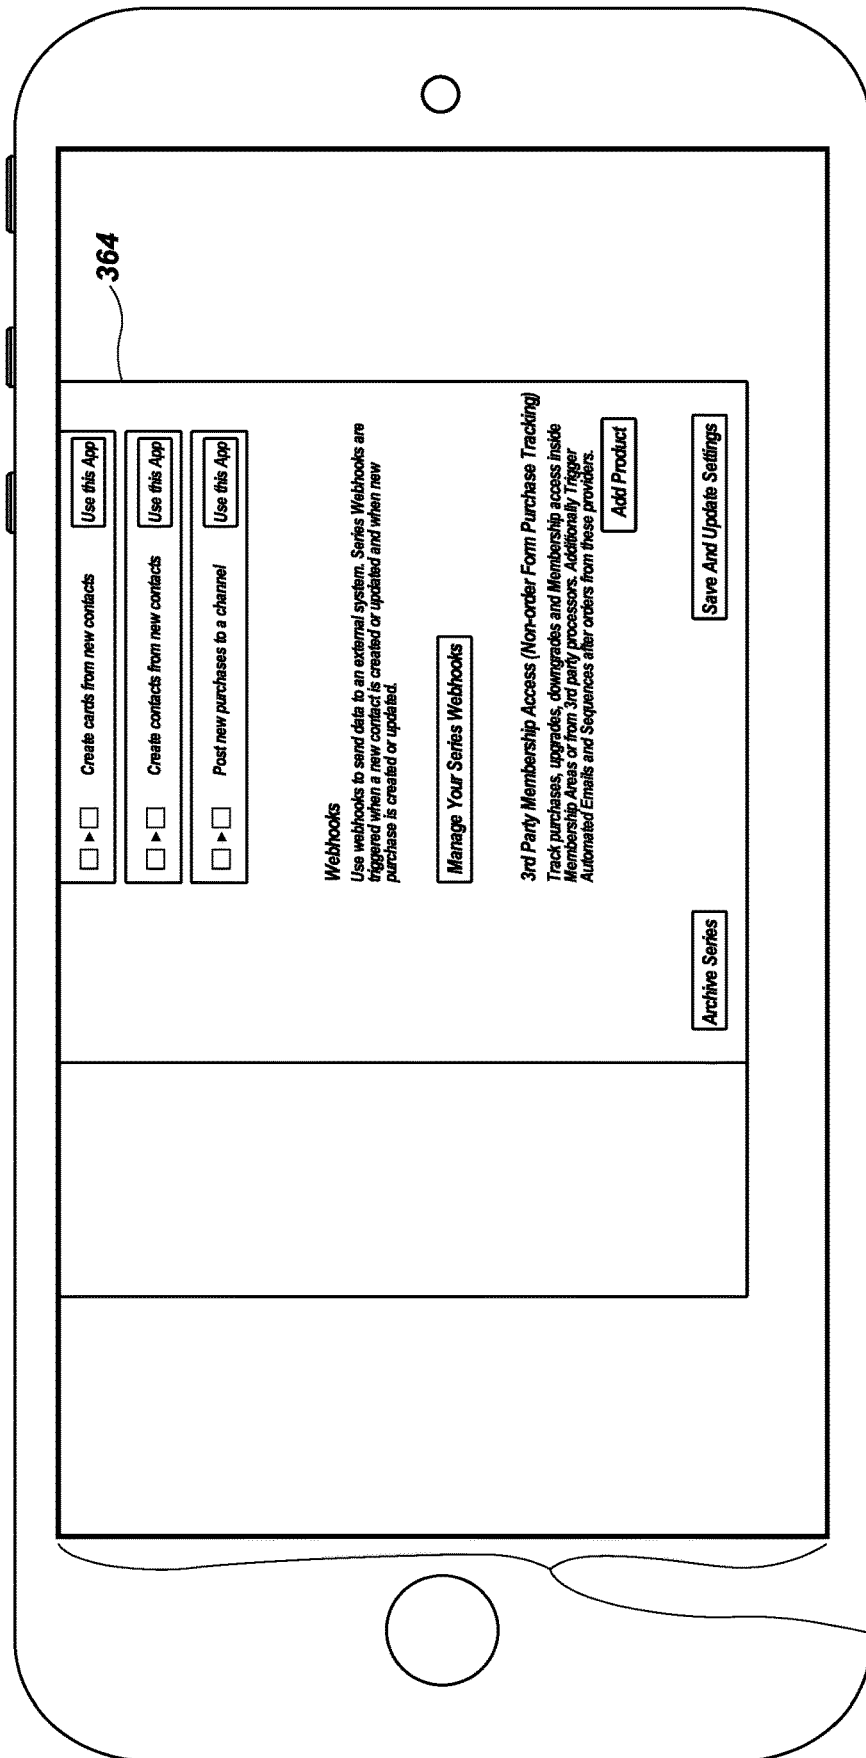 364
Create cards from new contacts
Use this App
Create contacts from new contacts
Use this App
Post new purchases to a channel
Use this App
Webhooks
Use webhooks to send data to an external system. Series Webhooks are
triggered when a new contact is created or updated and when new
purchase is created or updated.
Manage Your Series Webhooks
3rd Party Membership Access (Non-order Form Purchase Tracking)
Track purchases, upgrades, downgrades and Membership access inside
Membership Areas or from 3rd party processors. Additionally Trigger
Automated Emails and Sequences after orders from these providers.
Add Product
Archive Series
Save And Update Settings